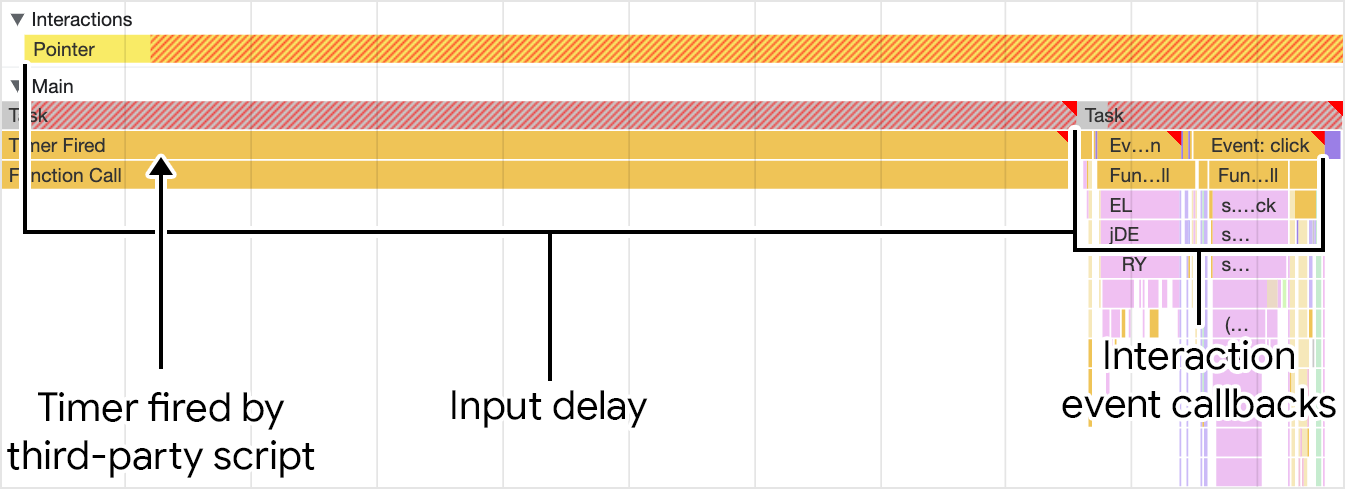 Interactions
Pointer
Main
Task Task
Timer Fired Ev…n Event: click
Function Call Fun…ll Fun…ll
EL s.…ck
jDE s…
RY s…
(…
Timer fired by
third-party script
Input delay
Interaction
event callbacks